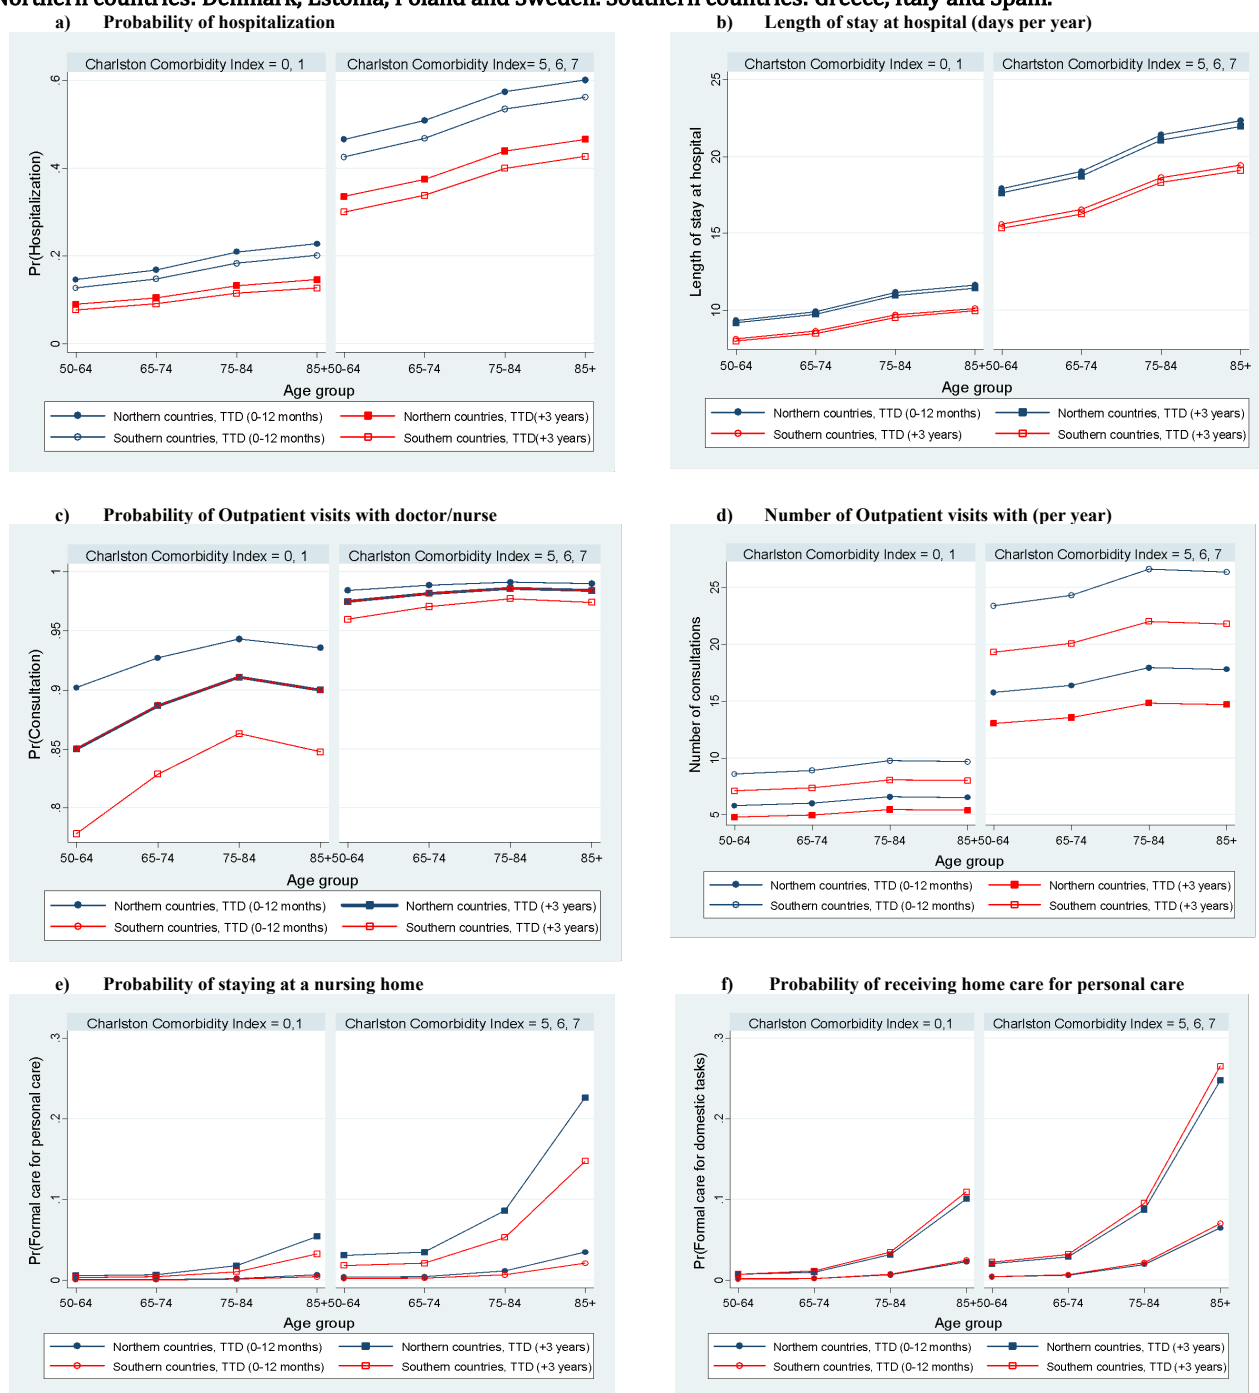 Northern countries: Denmark, Estonia, Poland and Sweden. Southern countries: Greece, Italy and Spain.
a) Probability of hospitalization
Charlston Comorbidity Index = 0, 1
Charlston Comorbidity Index= 5, 6, 7
Pr(Hospitalization)
.6
.4
.2
0
50-64 65-74 75-84 85+50-64 65-74 75-84 85+
Age group
Northern countries, TTD (0-12 months) Northern countries, TTD(+3 years)
Southern countries, TTD (0-12 months) Southern countries, TTD(+3 years)
b) Length of stay at hospital (days per year)
Charlston Comorbidity Index = 0, 1
Chartston Comorbidity Index = 5, 6, 7
Length of stay at hospital
25
20
15
10
50-64 65-74 75-84 85+50-64 65-74 75-84 85+
Age group
Northern countries, TTD (0-12 months) Northern countries, TTD (+3 years)
Southern countries, TTD (+3 years) Southern countries, TTD (+3 years)
c) Probability of Outpatient visits with doctor/nurse
Charlston Comorbidity Index = 0, 1
Charlston Comorbidity Index = 5, 6, 7
Pr(Consultation)
1
.95
.9
.85
.8
50-64 65-74 75-84 85+50-64 65-74 75-84 85+
Age group
Northern countries, TTD (0-12 months) Northern countries, TTD (+3 years)
Southern countries, TTD (0-12 months) Southern countries, TTD (+3 years)
d) Number of Outpatient visits with (per year)
Charlston Comorbidity Index = 0, 1
Charlston Comorbidity Index = 5, 6, 7
Number of consultations
25
20
15
10
5
50-64 65-74 75-84 85+50-64 65-74 75-84 85+
Age group
Northern countries, TTD (0-12 months) Northern countries, TTD (+3 years)
Southern countries, TTD (0-12 months) Southern countries, TTD (+3 years)
e) Probability of staying at a nursing home
Charlston Comorbidity Index = 0,1
Charlston Comorbidity Index = 5, 6, 7
Pr(Formal care for personal care)
.3
.2
.1
0
50-64 65-74 75-84 85+50-64 65-74 75-84 85+
Age group
Northern countries, TTD (0-12 months) Northern countries, TTD (+3 years)
Southern countries, TTD (0-12 months) Southern countries, TTD (+3 years)
f) Probability of receiving home care for personal care
Charlston Comorbidity Index = 0,1
Charlston Comorbidity Index = 5, 6, 7
Pr(Formal care for domestic tasks)
.3
.2
.1
0
50-64 65-74 75-84 85+50-64 65-74 75-84 85+
Age group
Northern countries, TTD (0-12 months) Northern countries, TTD (+3 years)
Southern countries, TTD (0-12 months) Southern countries, TTD (+3 years)